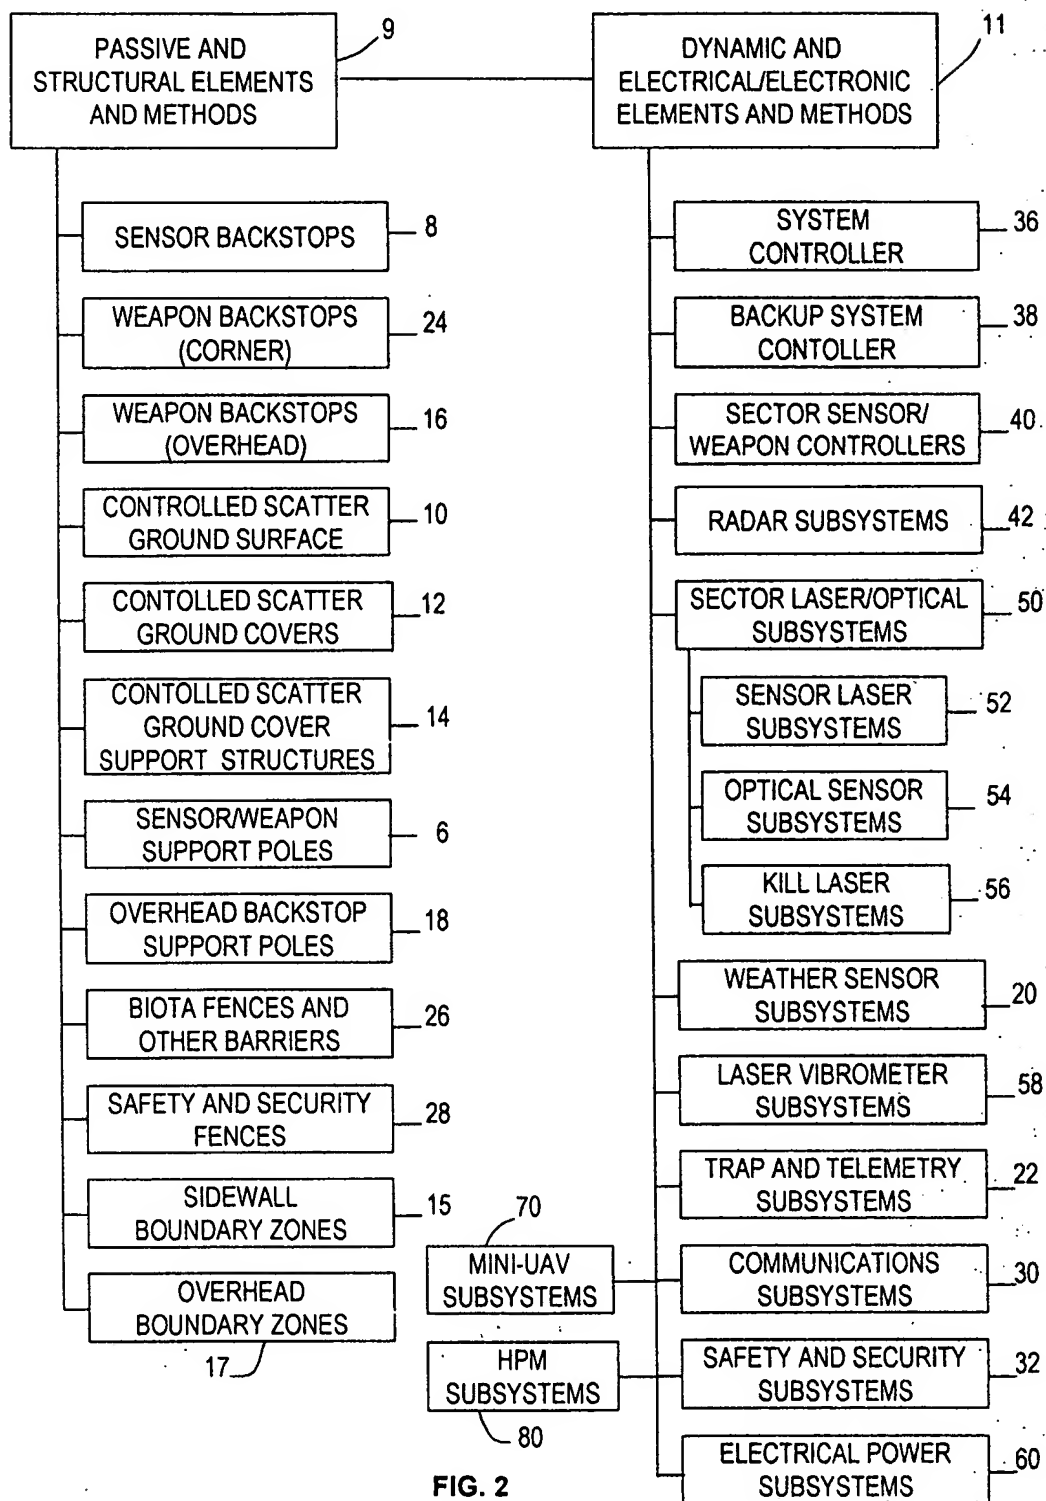 PASSIVE AND
STRUCTURAL ELEMENTS
AND METHODS
9
DYNAMIC AND
ELECTRICAL/ELECTRONIC
ELEMENTS AND METHODS
11
SENSOR BACKSTOPS
8
WEAPON BACKSTOPS
(CORNER)
24
WEAPON BACKSTOPS
(OVERHEAD)
16
CONTROLLED SCATTER
GROUND SURFACE
10
CONTOLLED SCATTER
GROUND COVERS
12
CONTOLLED SCATTER
GROUND COVER
SUPPORT STRUCTURES
14
SENSOR/WEAPON
SUPPORT POLES
6
OVERHEAD BACKSTOP
SUPPORT POLES
18
BIOTA FENCES AND
OTHER BARRIERS
26
SAFETY AND SECURITY
FENCES
28
SIDEWALL
BOUNDARY ZONES
15
OVERHEAD
BOUNDARY ZONES
17
SYSTEM
CONTROLLER
36
BACKUP SYSTEM
CONTOLLER
38
SECTOR SENSOR/
WEAPON CONTROLLERS
40
RADAR SUBSYSTEMS
42
SECTOR LASER/OPTICAL
SUBSYSTEMS
50
SENSOR LASER
SUBSYSTEMS
52
OPTICAL SENSOR
SUBSYSTEMS
54
KILL LASER
SUBSYSTEMS
56
WEATHER SENSOR
SUBSYSTEMS
20
LASER VIBROMETER
SUBSYSTEMS
58
TRAP AND TELEMETRY
SUBSYSTEMS
22
70
MINI-UAV
SUBSYSTEMS
COMMUNICATIONS
SUBSYSTEMS
30
HPM
SUBSYSTEMS
80
SAFETY AND SECURITY
SUBSYSTEMS
32
ELECTRICAL POWER
SUBSYSTEMS
60
FIG. 2